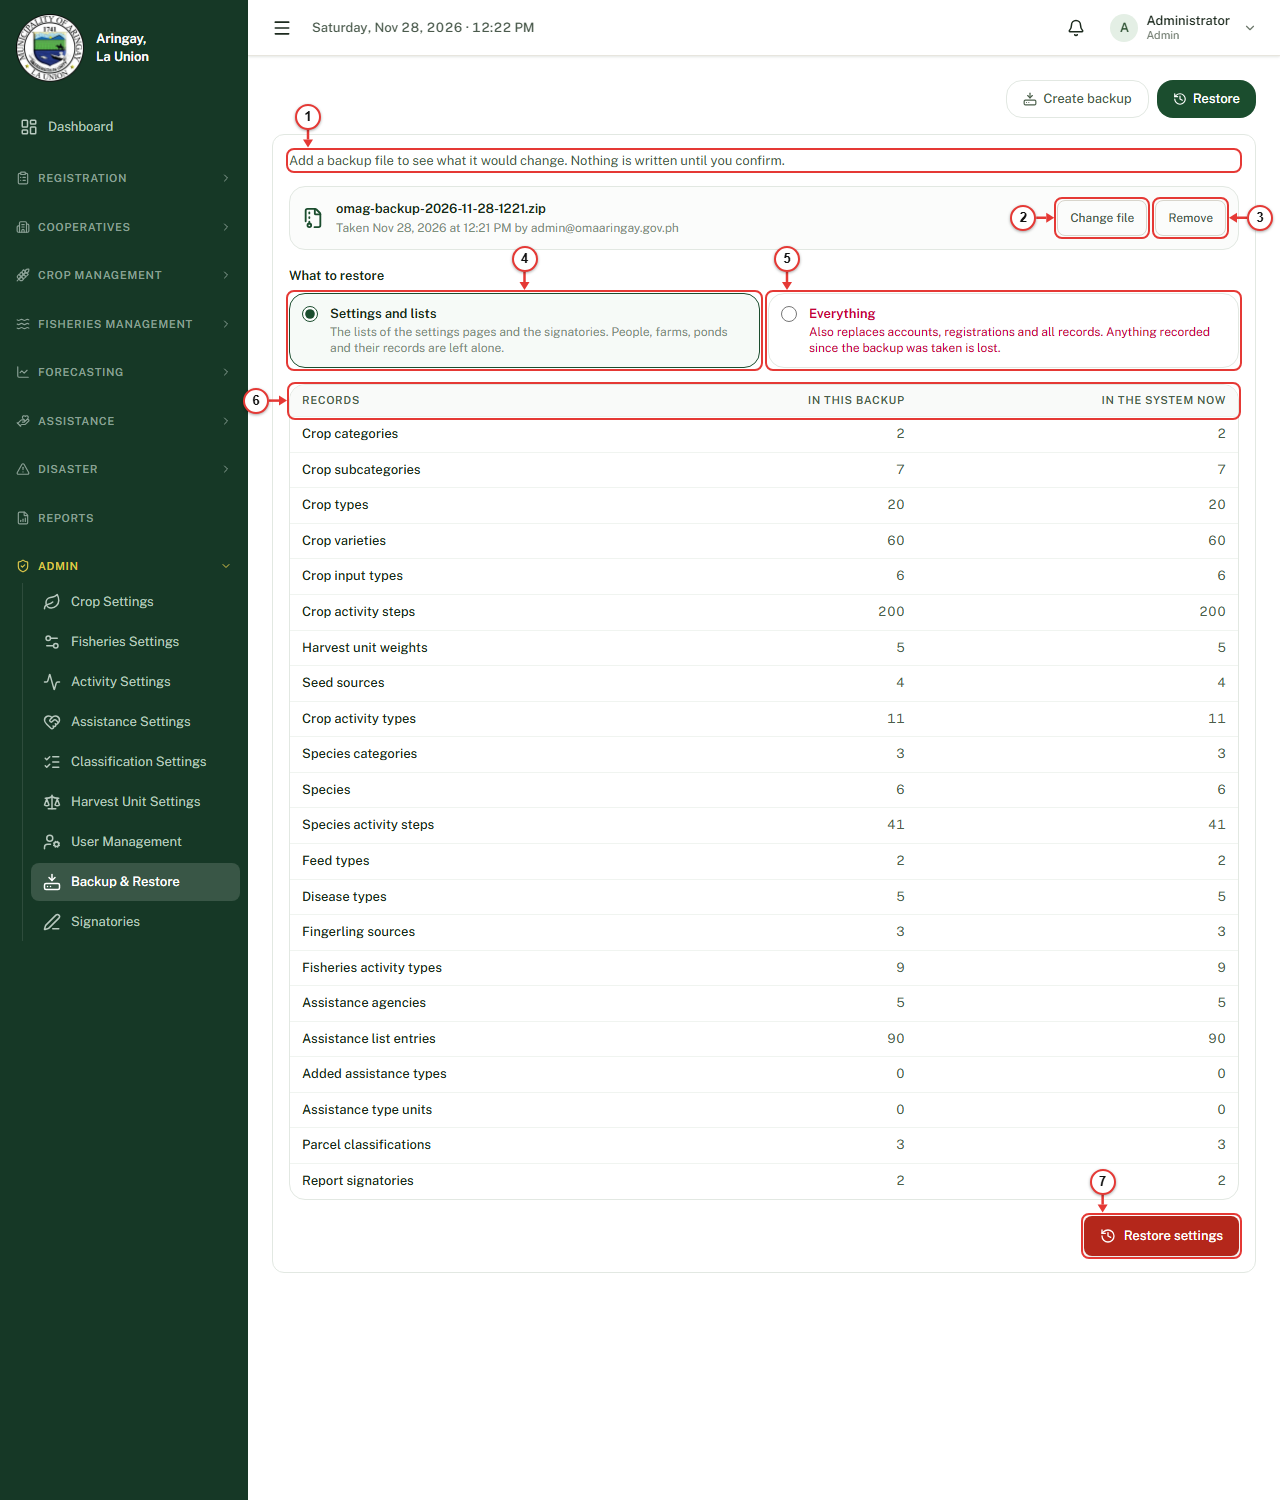 MUNICIPALITY OF ARINGAY
1741
LA UNION
Aringay,
La Union
Saturday, Nov 28, 2026 · 12:22 PM
A
Administrator
Admin
Dashboard
REGISTRATION
COOPERATIVES
CROP MANAGEMENT
FISHERIES MANAGEMENT
FORECASTING
ASSISTANCE
DISASTER
REPORTS
ADMIN
Crop Settings
Fisheries Settings
Activity Settings
Assistance Settings
Classification Settings
Harvest Unit Settings
User Management
Backup & Restore
Signatories
Create backup
Restore
1
Add a backup file to see what it would change. Nothing is written until you confirm.
omag-backup-2026-11-28-1221.zip
Taken Nov 28, 2026 at 12:21 PM by admin@omaaringay.gov.ph
2
Change file
Remove
3
What to restore
4
5
Settings and lists
The lists of the settings pages and the signatories. People, farms, ponds
and their records are left alone.
Everything
Also replaces accounts, registrations and all records. Anything recorded
since the backup was taken is lost.
6
RECORDS IN THIS BACKUP IN THE SYSTEM NOW
Crop categories 2 2
Crop subcategories 7 7
Crop types 20 20
Crop varieties 60 60
Crop input types 6 6
Crop activity steps 200 200
Harvest unit weights 5 5
Seed sources 4 4
Crop activity types 11 11
Species categories 3 3
Species 6 6
Species activity steps 41 41
Feed types 2 2
Disease types 5 5
Fingerling sources 3 3
Fisheries activity types 9 9
Assistance agencies 5 5
Assistance list entries 90 90
Added assistance types 0 0
Assistance type units 0 0
Parcel classifications 3 3
Report signatories 2 2
7
Restore settings